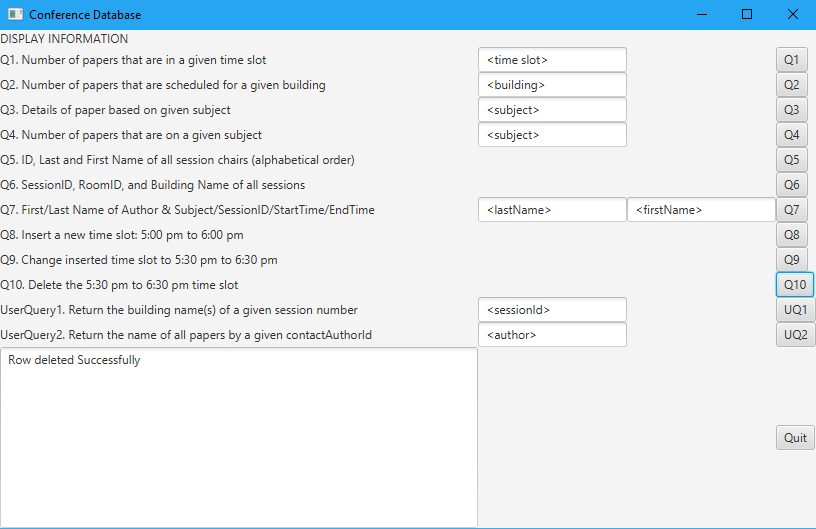 Conference Database
DISPLAY INFORMATION
Q1. Number of papers that are in a given time slot <time slot> Q1
Q2. Number of papers that are scheduled for a given building <building> Q2
Q3. Details of paper based on given subject <subject> Q3
Q4. Number of papers that are on a given subject <subject> Q4
Q5. ID, Last and First Name of all session chairs (alphabetical order) Q5
Q6. SessionID, RoomID, and Building Name of all sessions Q6
Q7. First/Last Name of Author & Subject/SessionID/StartTime/EndTime <lastName> <firstName> Q7
Q8. Insert a new time slot: 5:00 pm to 6:00 pm Q8
Q9. Change inserted time slot to 5:30 pm to 6:30 pm Q9
Q10. Delete the 5:30 pm to 6:30 pm time slot Q10
UserQuery1. Return the building name(s) of a given session number <sessionId> UQ1
UserQuery2. Return the name of all papers by a given contactAuthorId <author> UQ2
Row deleted Successfully
Quit